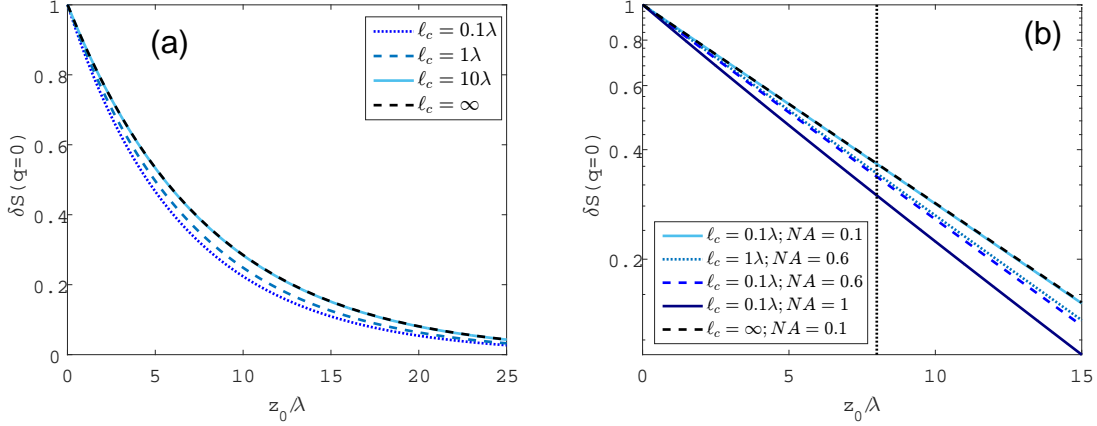 (a)
ℓc = 0.1λ
ℓc = 1λ
ℓc = 10λ
ℓc = ∞
1
0.8
0.6
0.4
0.2
0
δS(q=0)
0 5 10 15 20 25
z0/λ
(b)
1
0.8
0.6
0.4
0.2
δS(q=0)
ℓc = 0.1λ; NA = 0.1
ℓc = 1λ; NA = 0.6
ℓc = 0.1λ; NA = 0.6
ℓc = 0.1λ; NA = 1
ℓc = ∞; NA = 0.1
0 5 10 15
z0/λ